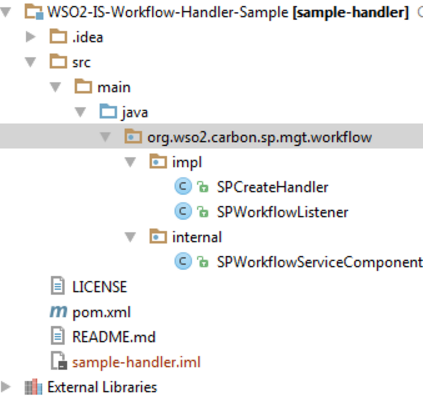 WSO2-IS-Workflow-Handler-Sample [sample-handler]
.idea
src
main
java
org.wso2.carbon.sp.mgt.workflow
impl
SPCreateHandler
SPWorkflowListener
internal
SPWorkflowServiceComponent
LICENSE
pom.xml
README.md
sample-handler.iml
External Libraries